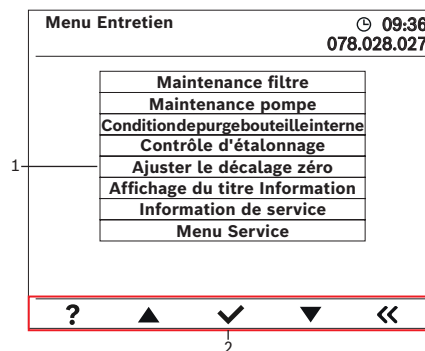 Menu Entretien 09:36
078.028.027
Maintenance filtre
Maintenance pompe
Conditiondepurgebouteilleinterne
Contrôle d'étalonnage
1 Ajuster le décalage zéro
Affichage du titre Information
Information de service
Menu Service
?
2